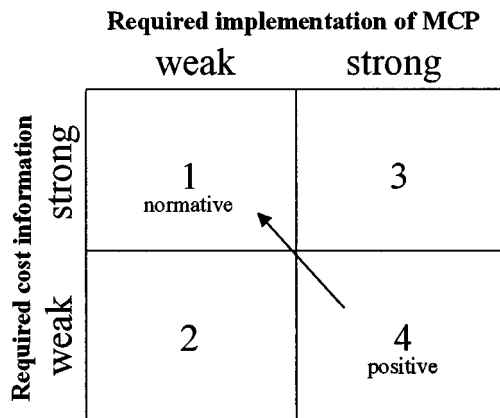 Required implementation of MCP
weak strong
Required cost information
strong
1 3
normative
weak
2 4
positive